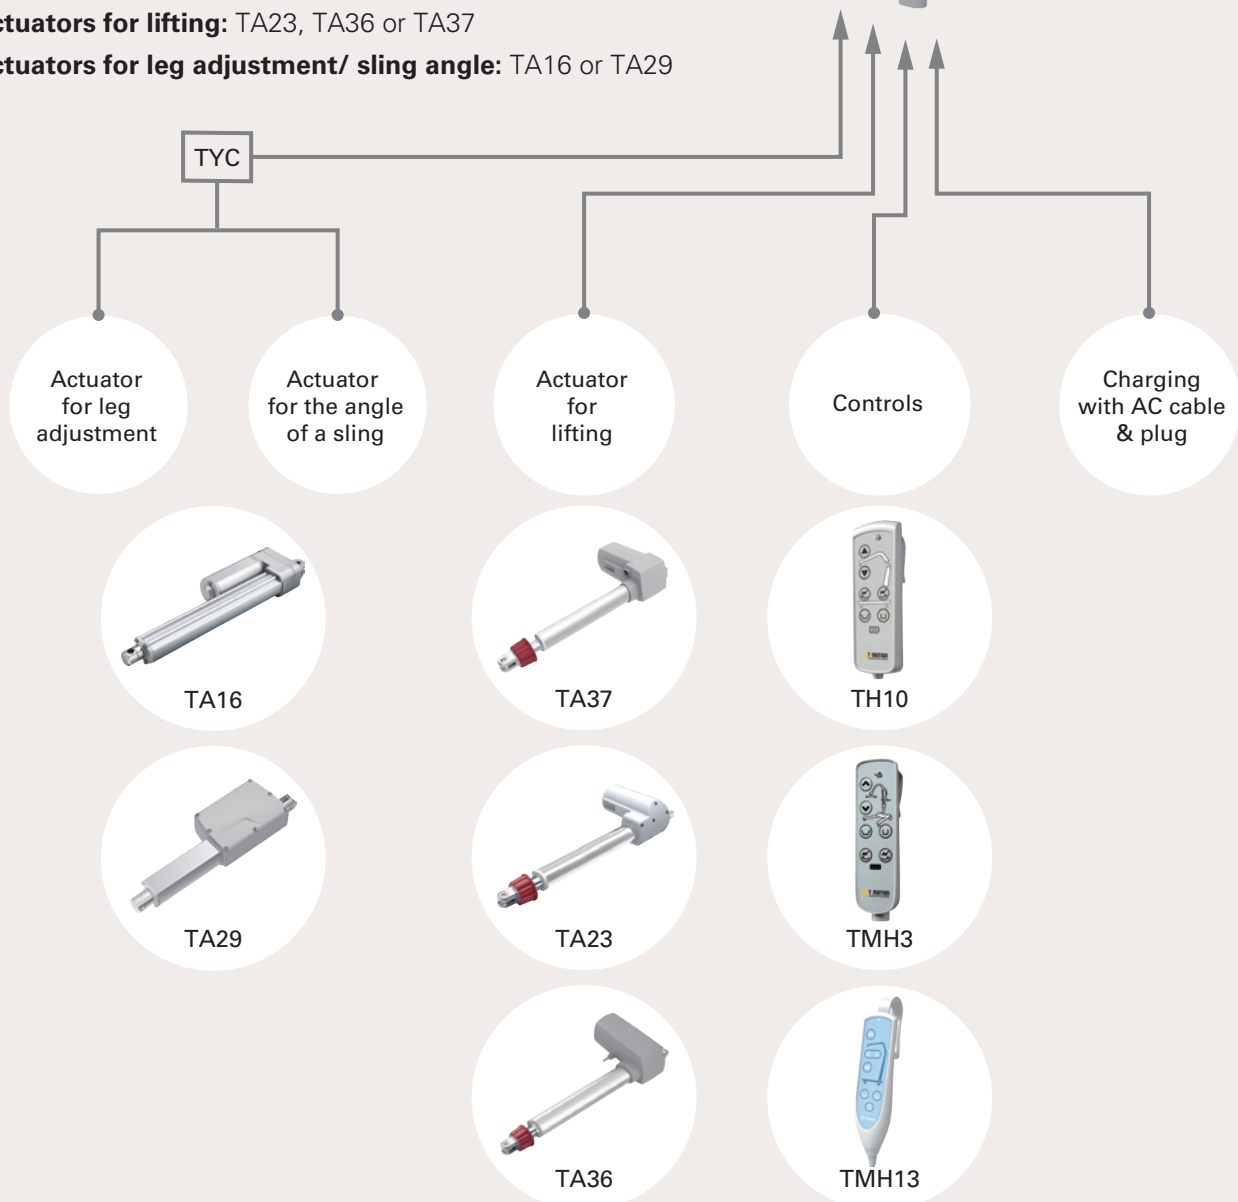 ctuators for lifting: TA23, TA36 or TA37
ctuators for leg adjustment/ sling angle: TA16 or TA29
TYC
Actuator
for leg
adjustment
Actuator
for the angle
of a sling
Actuator
for
lifting
Controls
Charging
with AC cable
& plug
TA16
TA37
TH10
TA29
TA23
TMH3
TA36
TMH13